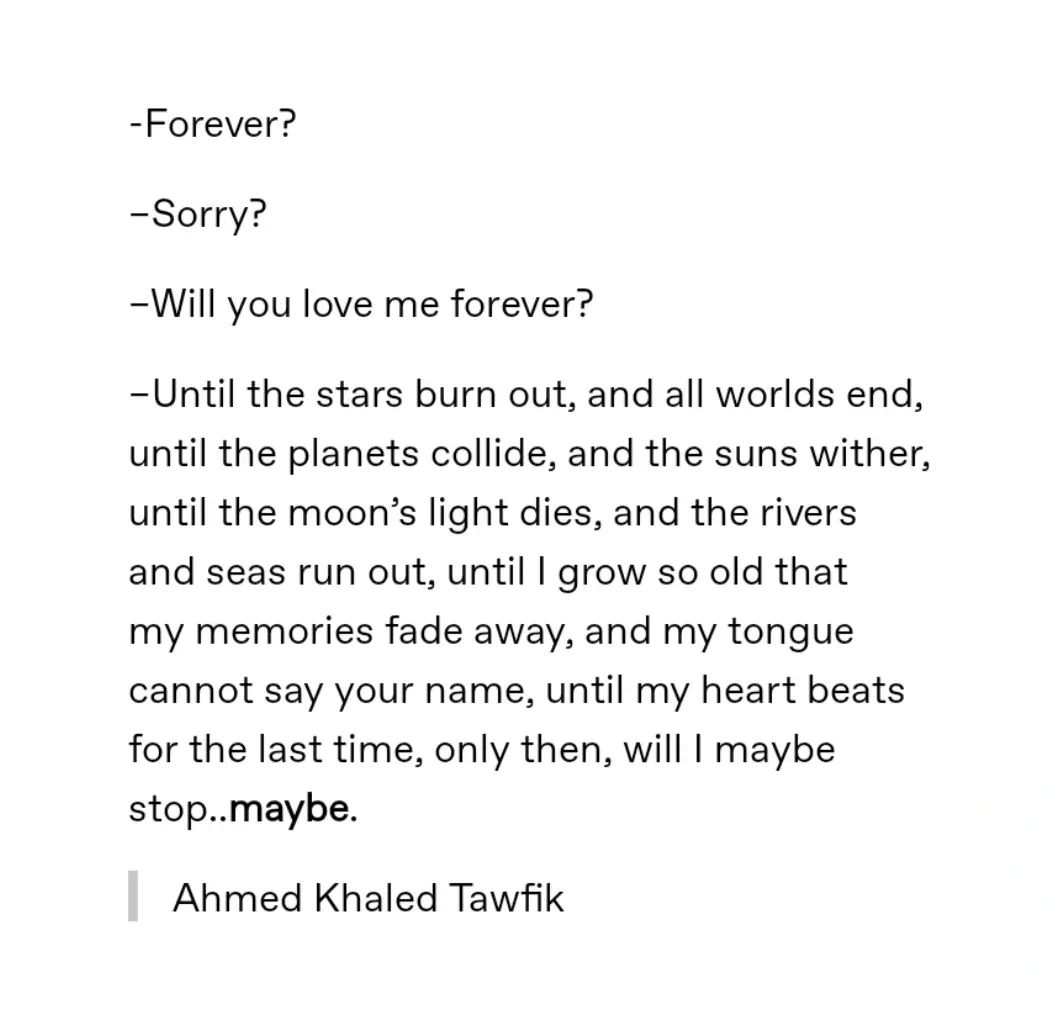 -Forever?
–Sorry?
–Will you love me forever?
–Until the stars burn out, and all worlds end,
until the planets collide, and the suns wither,
until the moon’s light dies, and the rivers
and seas run out, until I grow so old that
my memories fade away, and my tongue
cannot say your name, until my heart beats
for the last time, only then, will I maybe
stop..maybe.
Ahmed Khaled Tawfik